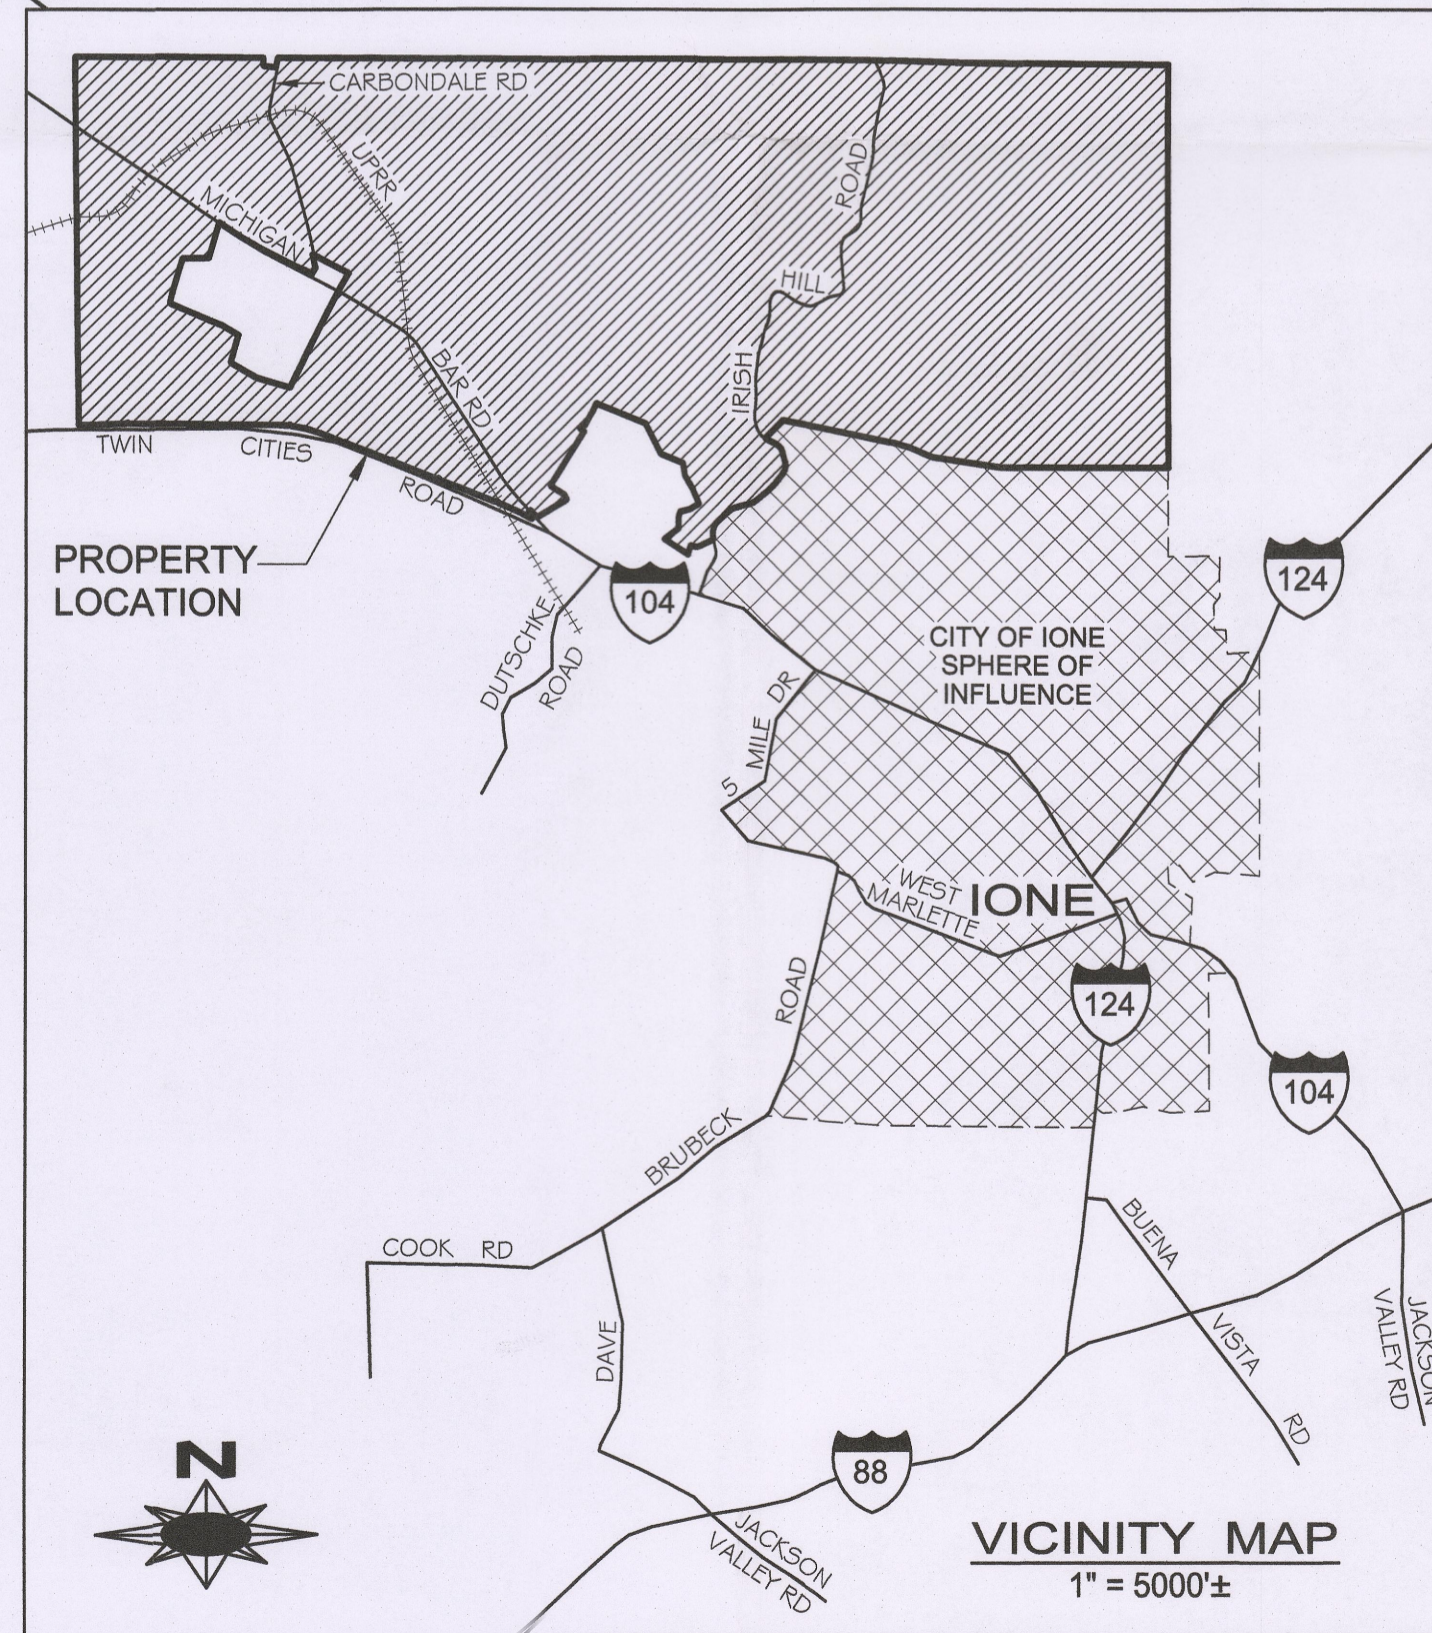 CARBONDALE RD
UPRR
MICHIGAN
BAR RD
ROAD
HILL
IRISH
TWIN CITIES ROAD
PROPERTY
LOCATION
104
124
DUTSCHKE
ROAD
CITY OF IONE
SPHERE OF
INFLUENCE
5 MILE DR
WEST
MARLETTE
IONE
124
ROAD
104
BRUBECK
COOK RD
BUENA
VISTA
RD
DAVE
JACKSON
VALLEY RD
N
88
JACKSON
VALLEY RD
VICINITY MAP
1" = 5000'±